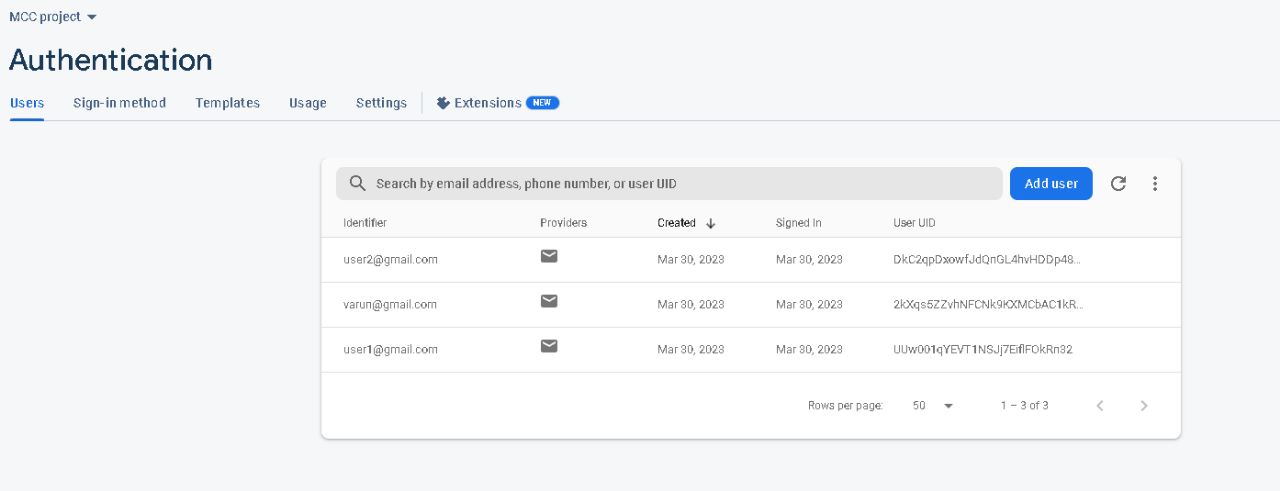 MCC project
Authentication
Users Sign-in method Templates Usage Settings Extensions NEW
Search by email address, phone number, or user UID Add user
Identifier Providers Created Signed In User UID
user2@gmail.com Mar 30, 2023 Mar 30, 2023 DkC2qpDxowfJdQnGL4hvHDDp48...
varun@gmail.com Mar 30, 2023 Mar 30, 2023 2kXqs5ZZvhNFCNk9KXMCbAC1kR...
user1@gmail.com Mar 30, 2023 Mar 30, 2023 UUw001qYEVT1NSJj7EiflFOkRn32
Rows per page: 50 1 – 3 of 3